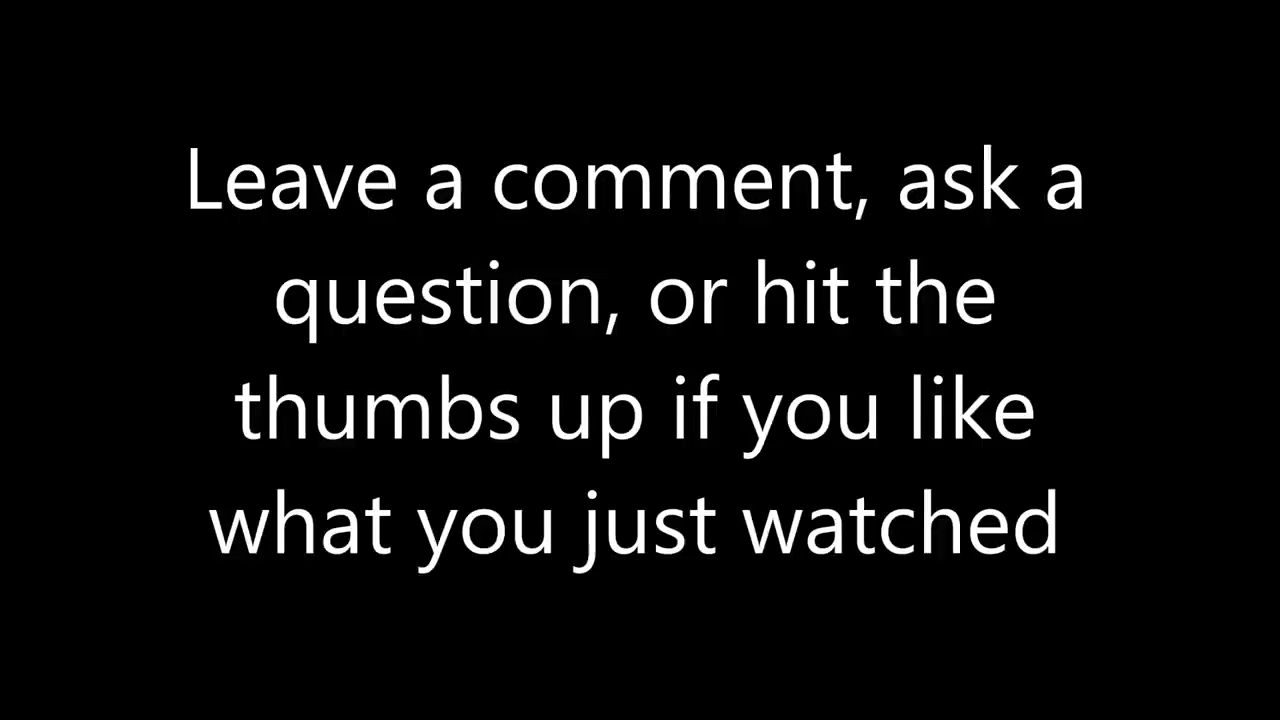 Leave a comment, ask a
question, or hit the
thumbs up if you like
what you just watched